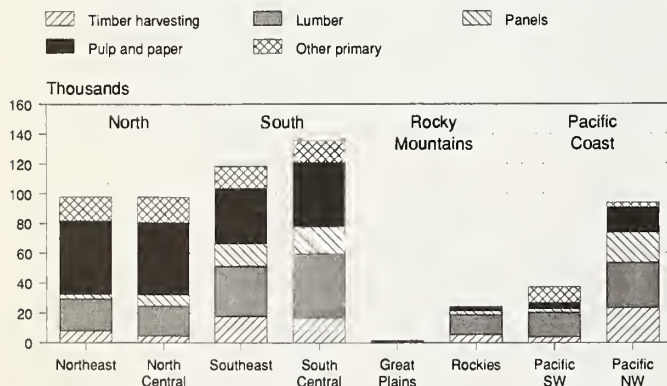 Timber harvesting Lumber Panels
Pulp and paper Other primary
Thousands
160
140
120
100
80
60
40
20
0
North South Rocky Mountains Pacific Coast
Northeast North Central Southeast South Central Great Plains Rockies Pacific SW Pacific NW